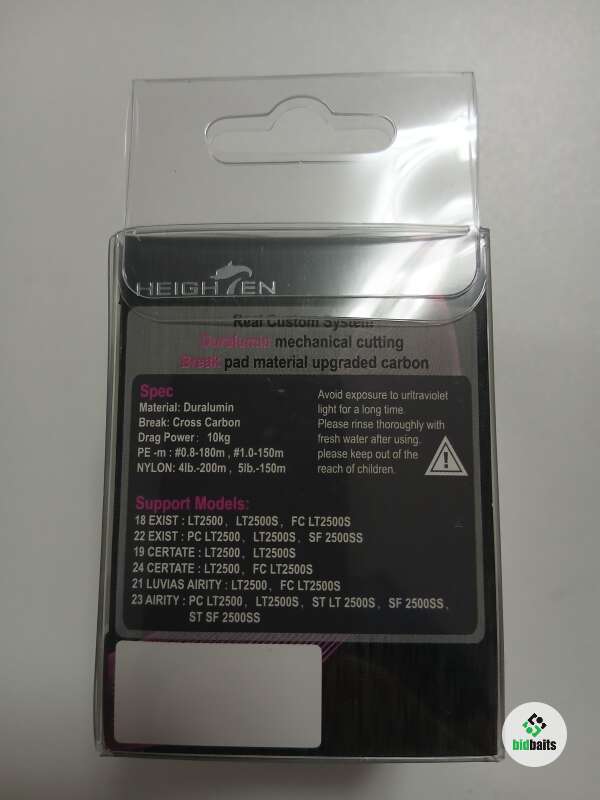 HEIGHTEN
Real Custom System
Duralumin mechanical cutting
Break pad material upgraded carbon
Spec
Material: Duralumin
Break: Cross Carbon
Drag Power: 10kg
PE -m : #0.8-180m , #1.0-150m
NYLON: 4lb.-200m , 5lb.-150m
Avoid exposure to urltraviolet
light for a long time.
Please rinse thoroughly with
fresh water after using.
please keep out of the
reach of children.
Support Models:
18 EXIST : LT2500 、 LT2500S 、 FC LT2500S
22 EXIST : PC LT2500 、 LT2500S 、 SF 2500SS
19 CERTATE : LT2500 、 LT2500S
24 CERTATE : LT2500 、 FC LT2500S
21 LUVIAS AIRITY : LT2500 、 FC LT2500S
23 AIRITY : PC LT2500 、 LT2500S 、 ST LT 2500S 、 SF 2500SS 、
ST SF 2500SS
bidbaits